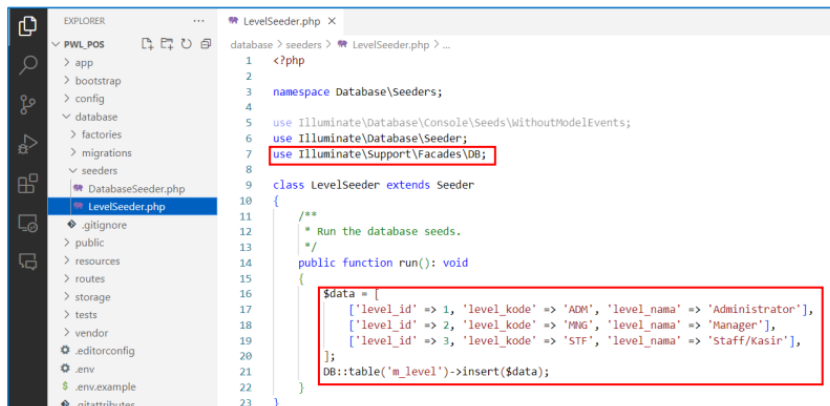 EXPLORER
PWL_POS
app
bootstrap
config
database
factories
migrations
seeders
DatabaseSeeder.php
LevelSeeder.php
.gitignore
public
resources
routes
storage
tests
vendor
.editorconfig
.env
$ .env.example
.gitattributes
LevelSeeder.php
database > seeders > LevelSeeder.php > ...
1 <?php
2
3 namespace Database\Seeders;
4
5 use Illuminate\Database\Console\Seeds\WithoutModelEvents;
6 use Illuminate\Database\Seeder;
7 use Illuminate\Support\Facades\DB;
8
9 class LevelSeeder extends Seeder
10 {
11 /**
12 * Run the database seeds.
13 */
14 public function run(): void
15 {
16 $data = [
17 ['level_id' => 1, 'level_kode' => 'ADM', 'level_nama' => 'Administrator'],
18 ['level_id' => 2, 'level_kode' => 'MNG', 'level_nama' => 'Manager'],
19 ['level_id' => 3, 'level_kode' => 'STF', 'level_nama' => 'Staff/Kasir'],
20 ];
21 DB::table('m_level')->insert($data);
22 }
23 }